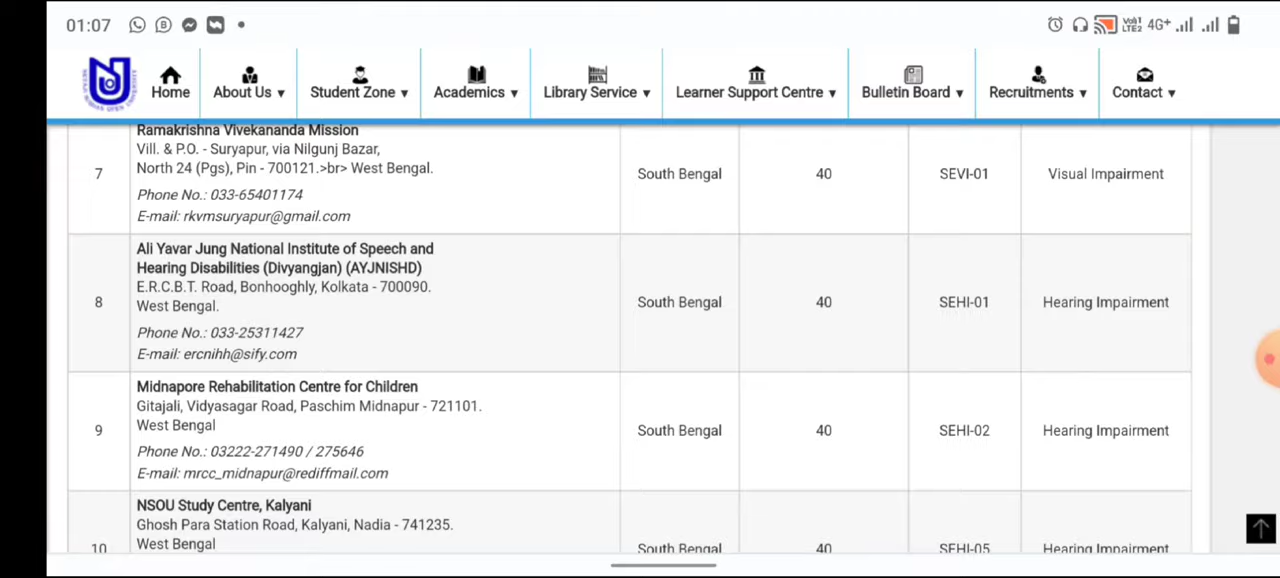 01:07
VoI) 1 LTE2 4G+
Home
About Us ▾
Student Zone ▾
Academics ▾
Library Service ▾
Learner Support Centre ▾
Bulletin Board ▾
Recruitments ▾
Contact ▾
7
Ramakrishna Vivekananda Mission
Vill. & P.O. - Suryapur, via Nilgunj Bazar,
North 24 (Pgs), Pin - 700121.>br> West Bengal.
Phone No.: 033-65401174
E-mail: rkvmsuryapur@gmail.com
South Bengal
40
SEVI-01
Visual Impairment
8
Ali Yavar Jung National Institute of Speech and
Hearing Disabilities (Divyangjan) (AYJNISHD)
E.R.C.B.T. Road, Bonhooghly, Kolkata - 700090.
West Bengal.
Phone No.: 033-25311427
E-mail: ercnihh@sify.com
South Bengal
40
SEHI-01
Hearing Impairment
9
Midnapore Rehabilitation Centre for Children
Gitajali, Vidyasagar Road, Paschim Midnapur - 721101.
West Bengal
Phone No.: 03222-271490 / 275646
E-mail: mrcc_midnapur@rediffmail.com
South Bengal
40
SEHI-02
Hearing Impairment
10
NSOU Study Centre, Kalyani
Ghosh Para Station Road, Kalyani, Nadia - 741235.
West Bengal
South Bengal
40
SEHI-05
Hearing Impairment